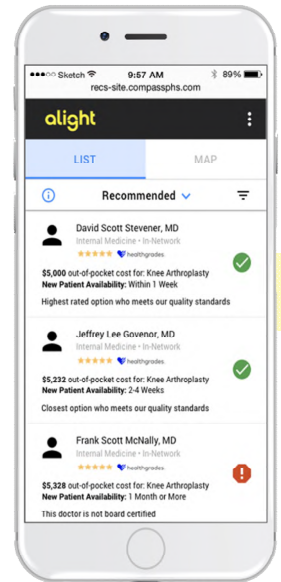 Sketch 9:57 AM 89%
recs-site.compassphs.com
alight
LIST MAP
Recommended
David Scott Stevener, MD
Internal Medicine • In-Network
healthgrades.
$5,000 out-of-pocket cost for: Knee Arthroplasty
New Patient Availability: Within 1 Week
Highest rated option who meets our quality standards
Jeffrey Lee Govenor, MD
Internal Medicine • In-Network
healthgrades.
$5,232 out-of-pocket cost for: Knee Arthroplasty
New Patient Availability: 2-4 Weeks
Closest option who meets our quality standards
Frank Scott McNally, MD
Internal Medicine • In-Network
healthgrades.
$5,328 out-of-pocket cost for: Knee Arthroplasty
New Patient Availability: 1 Month or More
This doctor is not board certified